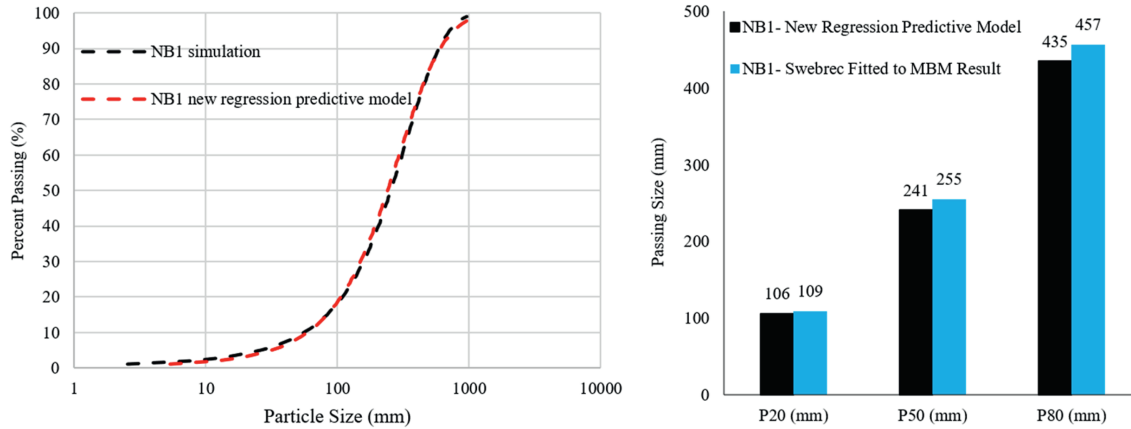 100
90
80
70
60
50
40
30
20
10
0
Percent Passing (%)
NB1 simulation
NB1 new regression predictive model
1 10 100 1000 10000
Particle Size (mm)
500
400
300
200
100
0
Passing Size (mm)
NB1- New Regression Predictive Model
NB1- Swebrec Fitted to MBM Result
106 109
241 255
435 457
P20 (mm) P50 (mm) P80 (mm)